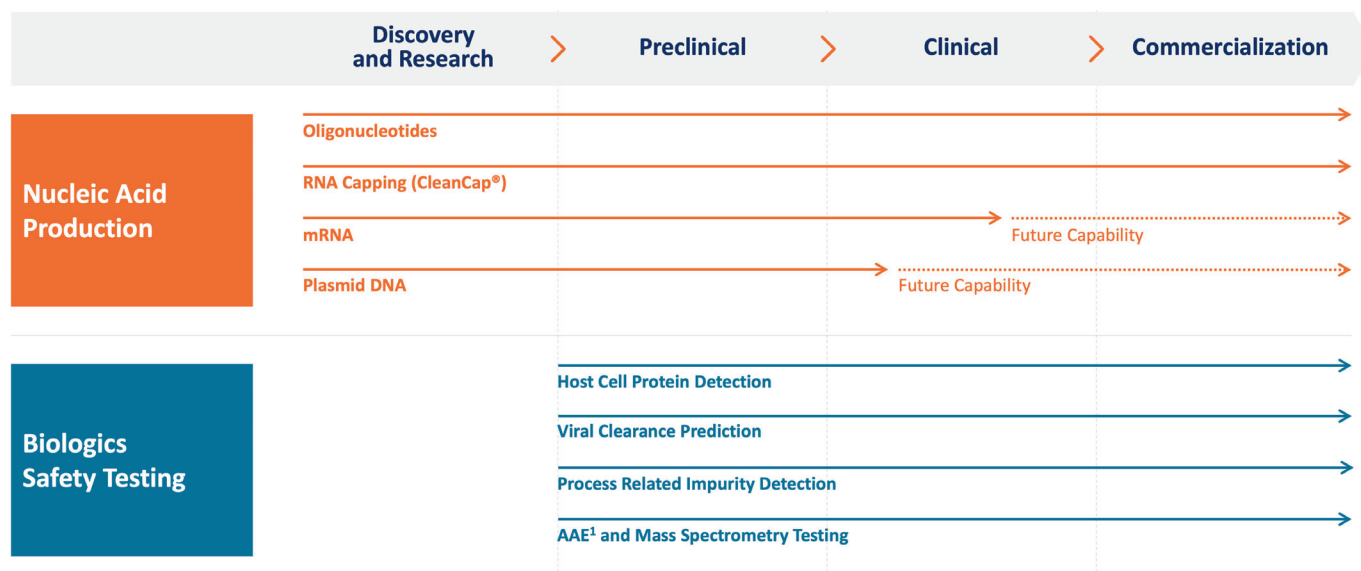 Discovery
and Research
Preclinical
Clinical
Commercialization
Nucleic Acid
Production
Oligonucleotides
RNA Capping (CleanCap®)
mRNA
Future Capability
Plasmid DNA
Future Capability
Biologics
Safety Testing
Host Cell Protein Detection
Viral Clearance Prediction
Process Related Impurity Detection
AAE¹ and Mass Spectrometry Testing